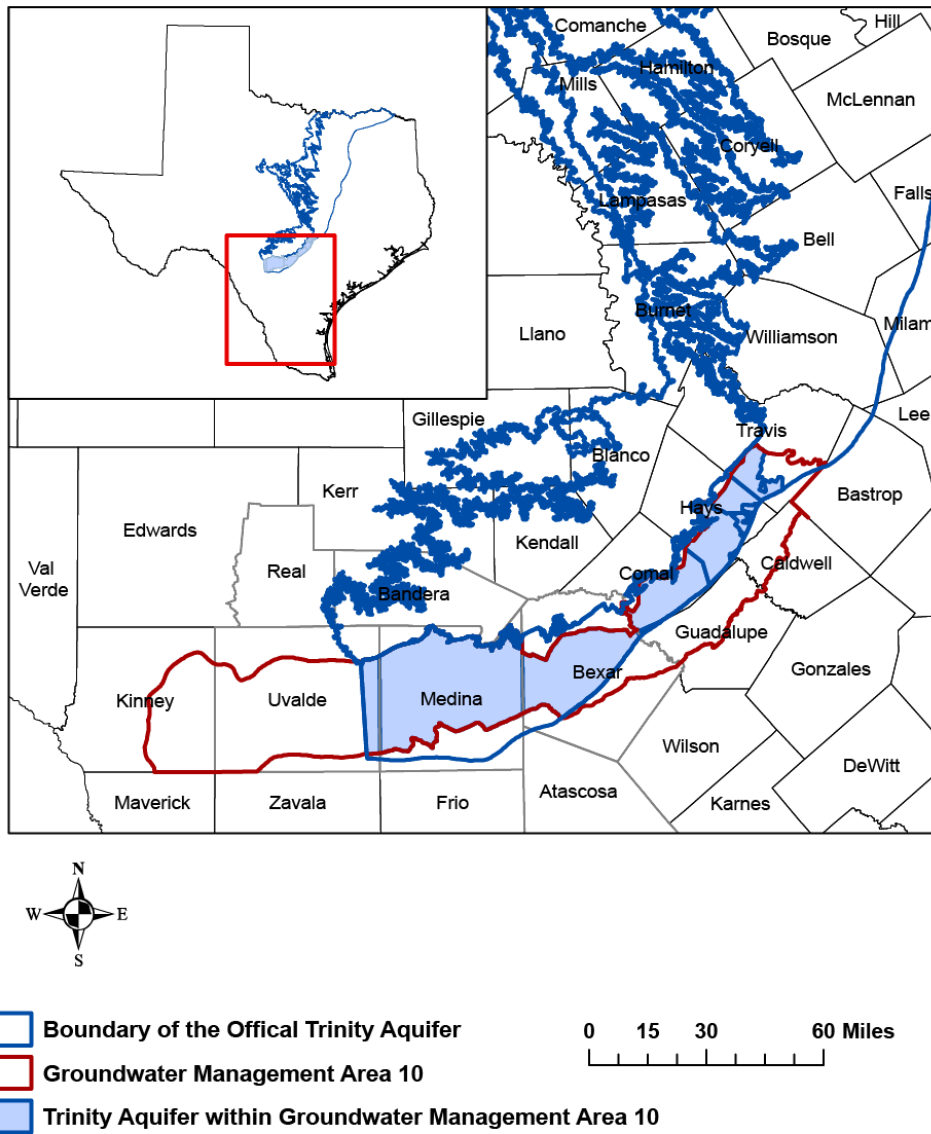 Comanche
Hill
Bosque
Hamilton
Mills
McLennan
Coryell
Falls
Lampasas
Bell
Burnet
Milam
Llano
Williamson
Gillespie
Lee
Travis
Blanco
Kerr
Bastrop
Hays
Edwards
Kendall
Val
Verde
Real
Comal
Caldwell
Bandera
Guadalupe
Gonzales
Bexar
Kinney
Uvalde
Medina
Wilson
DeWitt
Maverick
Zavala
Frio
Atascosa
Karnes
N
W
E
S
Boundary of the Offical Trinity Aquifer
0 15 30 60 Miles
Groundwater Management Area 10
Trinity Aquifer within Groundwater Management Area 10